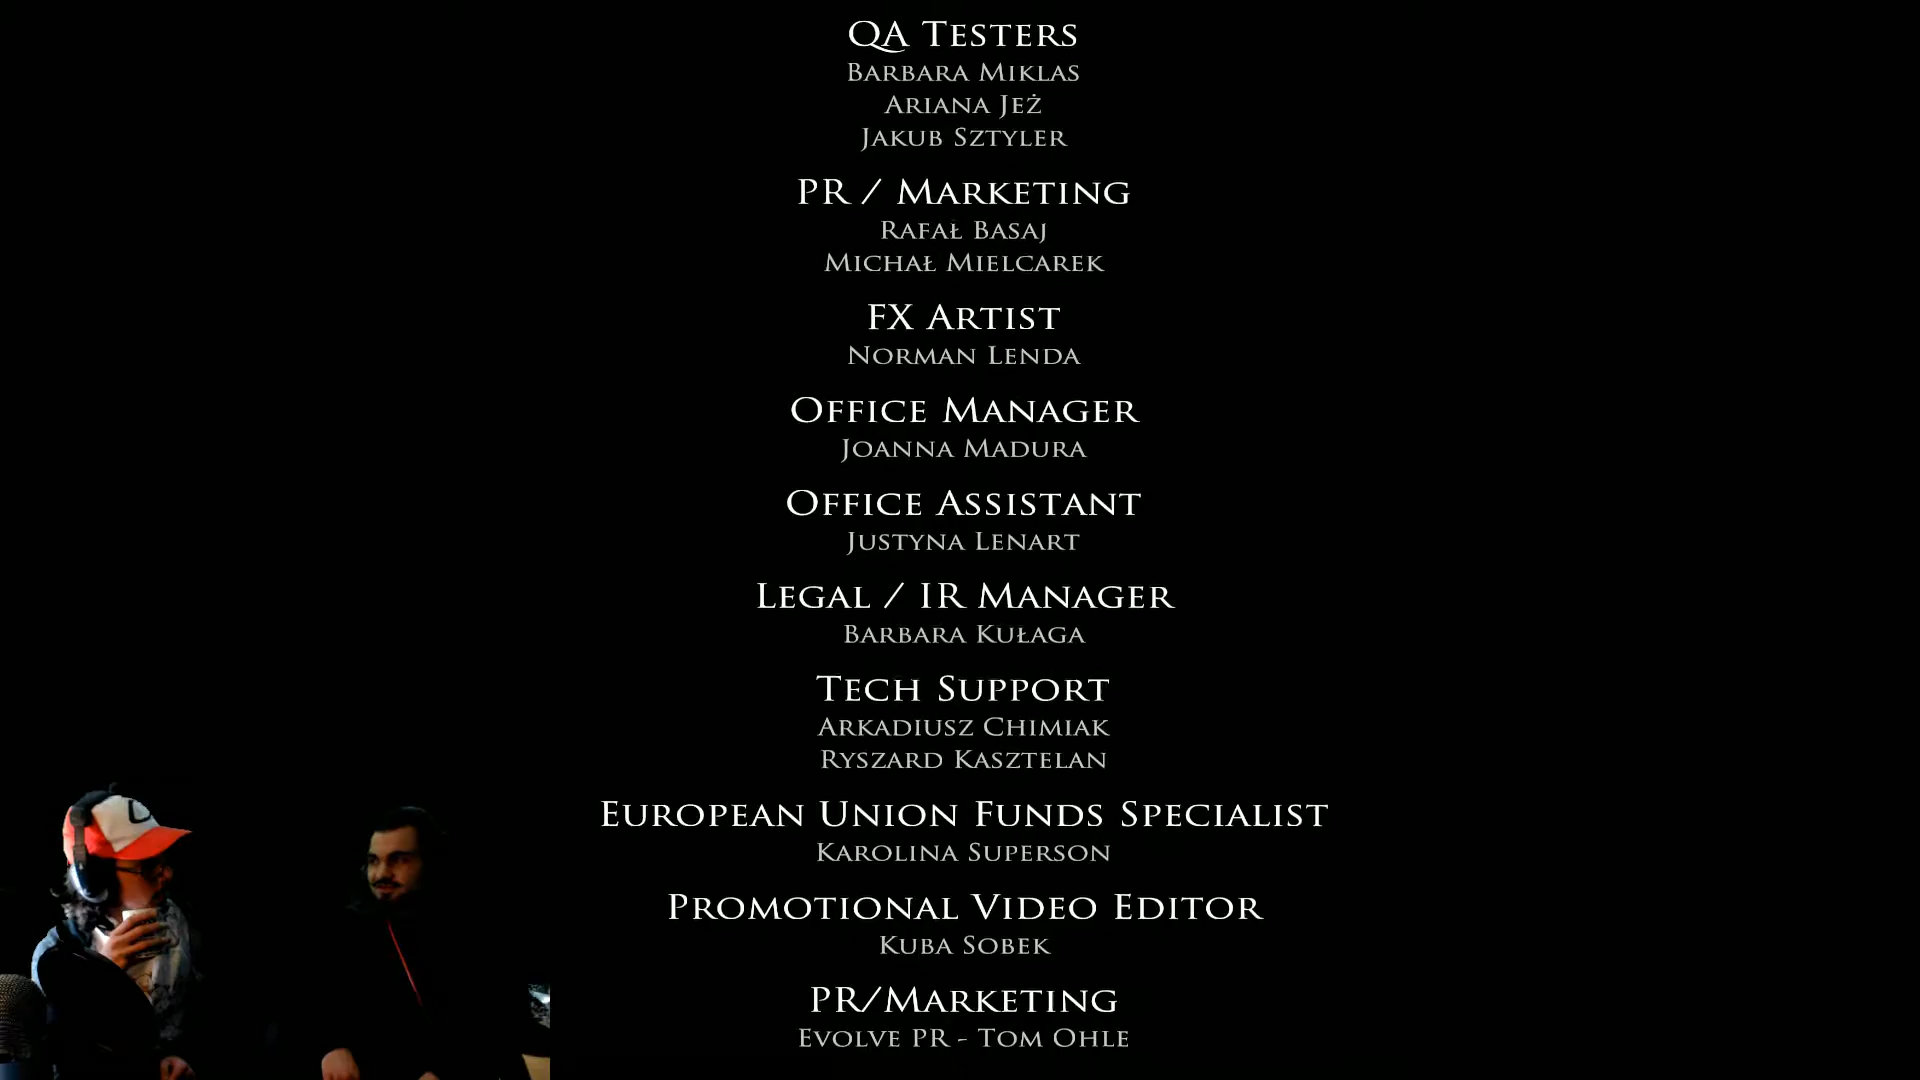 QA Testers
Barbara Miklas
Ariana Jeż
Jakub Sztyler
PR / Marketing
Rafał Basaj
Michał Mielcarek
FX Artist
Norman Lenda
Office Manager
Joanna Madura
Office Assistant
Justyna Lenart
Legal / IR Manager
Barbara Kułaga
Tech Support
Arkadiusz Chimiak
Ryszard Kasztelan
European Union Funds Specialist
Karolina Superson
Promotional Video Editor
Kuba Sobek
PR/Marketing
Evolve PR - Tom Ohle